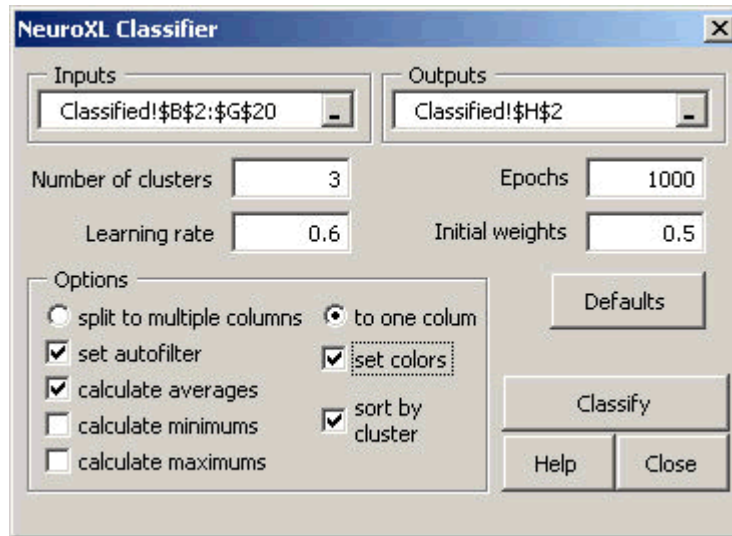 NeuroXL Classifier
Inputs
Classified!$B$2:$G$20
Outputs
Classified!$H$2
Number of clusters 3
Epochs 1000
Learning rate 0.6
Initial weights 0.5
Options
split to multiple columns
to one colum
set autofilter
set colors
calculate averages
sort by
cluster
calculate minimums
calculate maximums
Defaults
Classify
Help
Close